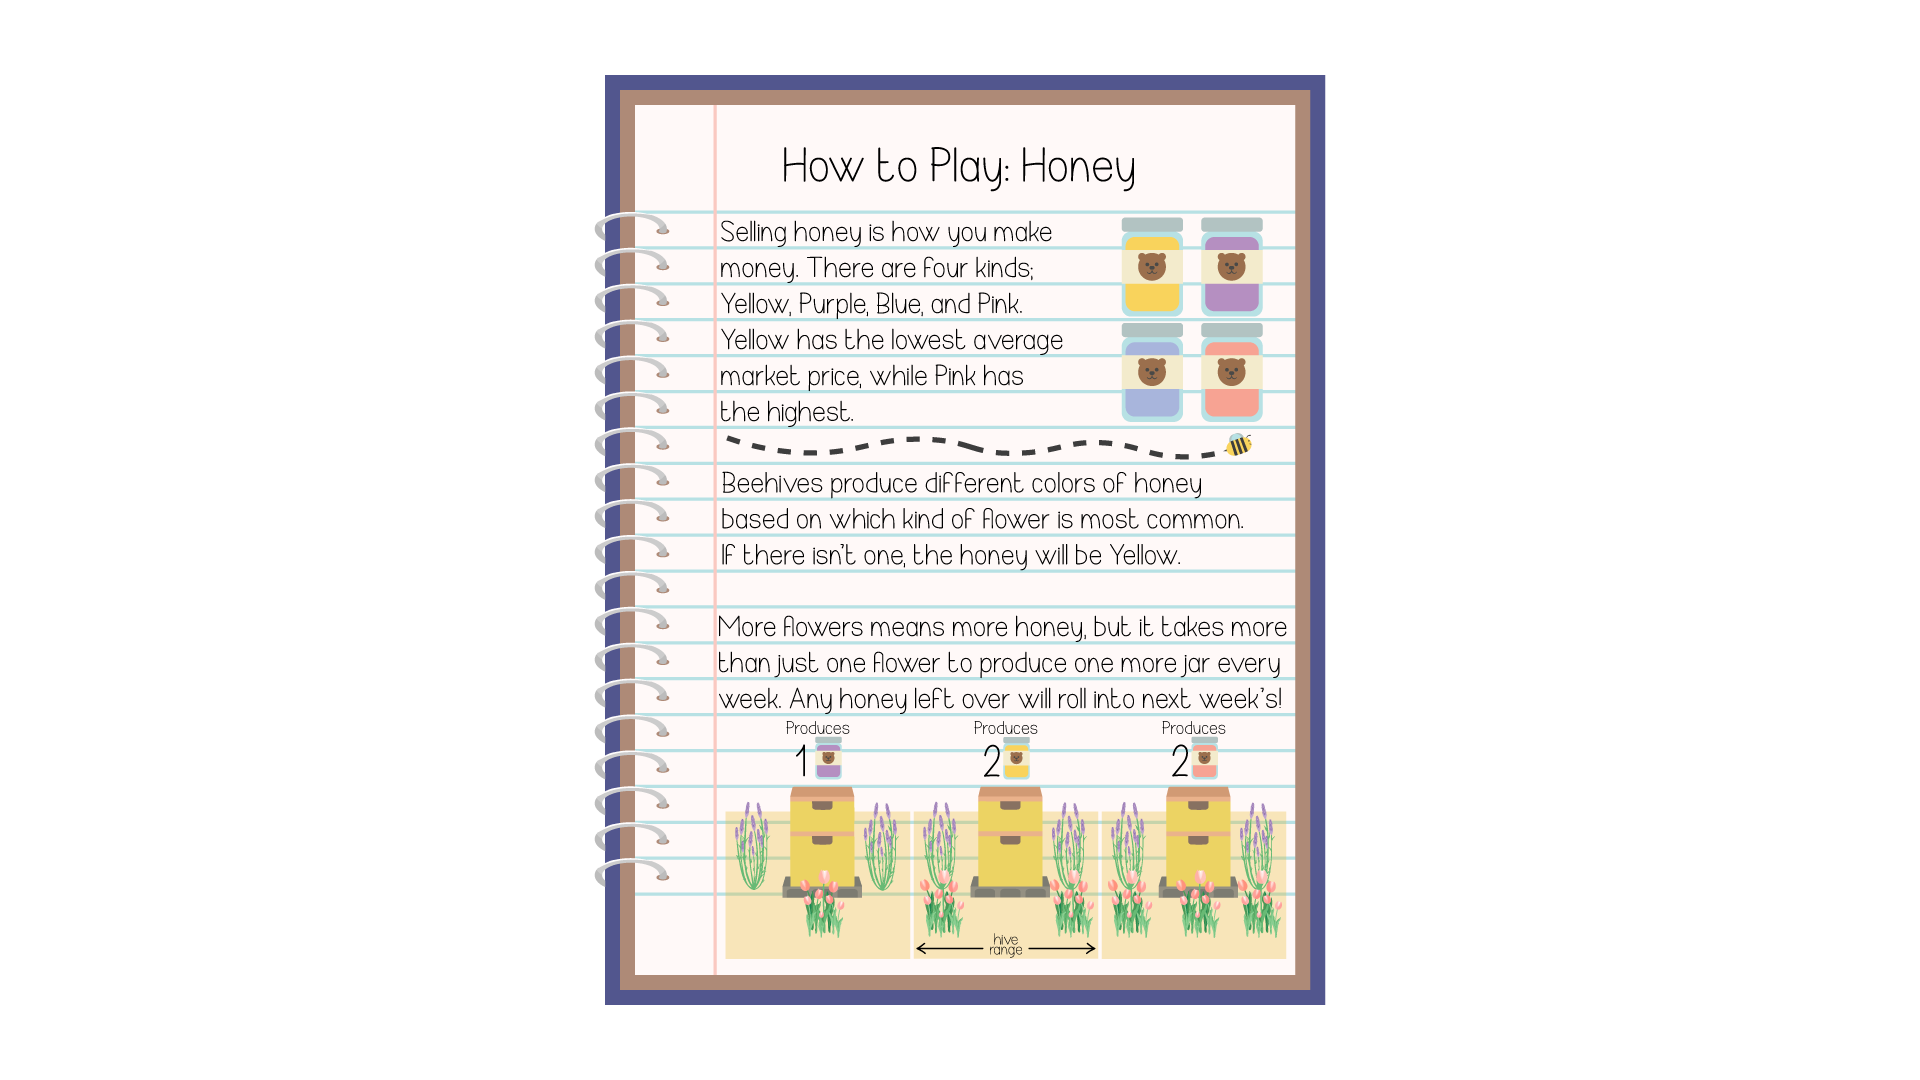 How to Play: Honey
Selling honey is how you make
money. There are four kinds;
Yellow, Purple, Blue, and Pink.
Yellow has the lowest average
market price, while Pink has
the highest.
Beehives produce different colors of honey
based on which kind of flower is most common.
If there isn't one, the honey will be Yellow.
More flowers means more honey, but it takes more
than just one flower to produce one more jar every
week. Any honey left over will roll into next week's!
Produces
1
Produces
2
Produces
2
hive
range